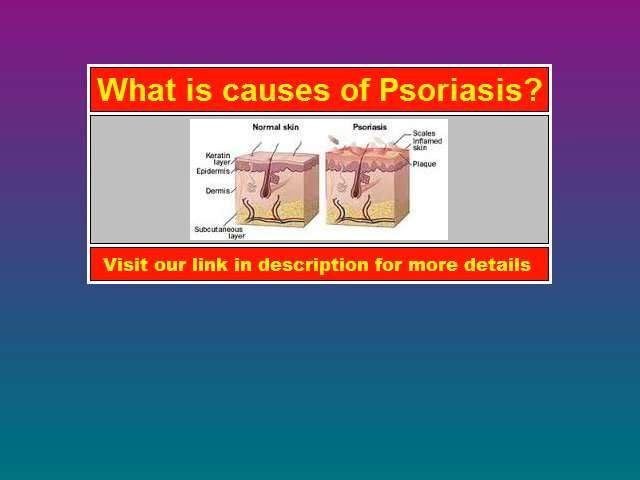 What is causes of Psoriasis?
Normal skin
Psoriasis
Keratin
layer
Epidermis
Dermis
Subcutaneous
layer
Scales
Inflamed
skin
Plaque
Visit our link in description for more details